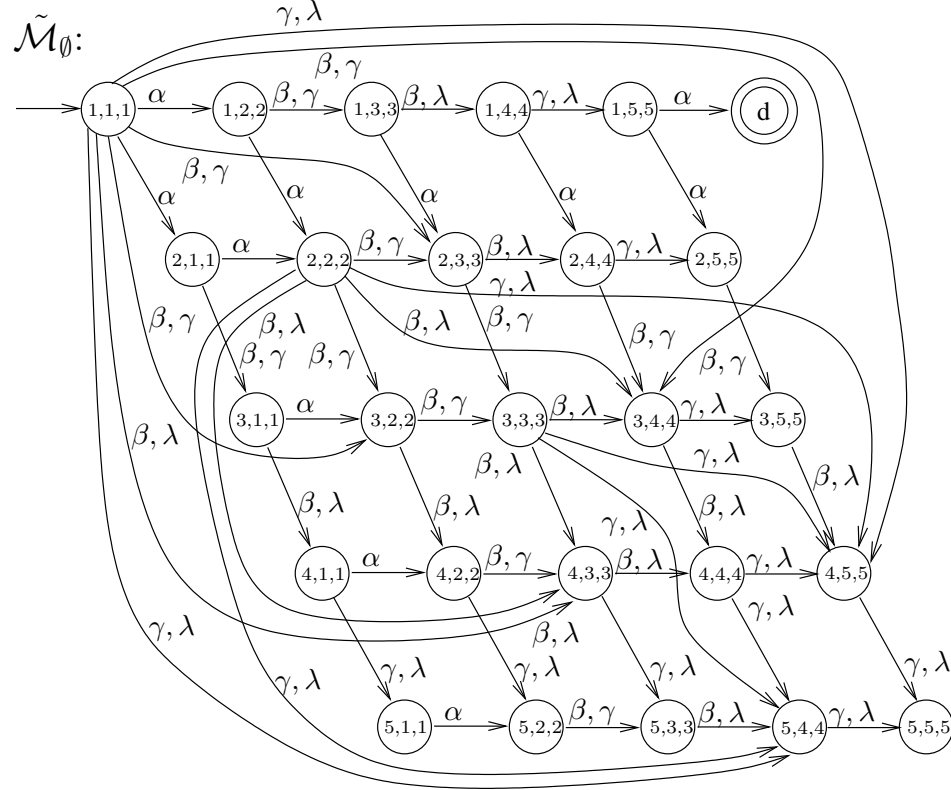 γ, λ
M̃∅:
β, γ
α β, γ β, λ γ, λ α
1,1,1 1,2,2 1,3,3 1,4,4 1,5,5 d
β, γ
α α α α α
α β, γ β, λ γ, λ
2,1,1 2,2,2 2,3,3 2,4,4 2,5,5
γ, λ
β, γ β, λ β, λ β, γ
β, γ β, γ β, γ β, γ
α β, γ β, λ γ, λ
3,1,1 3,2,2 3,3,3 3,4,4 3,5,5
β, λ β, λ γ, λ
β, λ β, λ β, λ β, λ
γ, λ
α β, γ β, λ γ, λ
4,1,1 4,2,2 4,3,3 4,4,4 4,5,5
γ, λ β, λ γ, λ
γ, λ γ, λ γ, λ γ, λ γ, λ
α β, γ β, λ γ, λ
5,1,1 5,2,2 5,3,3 5,4,4 5,5,5